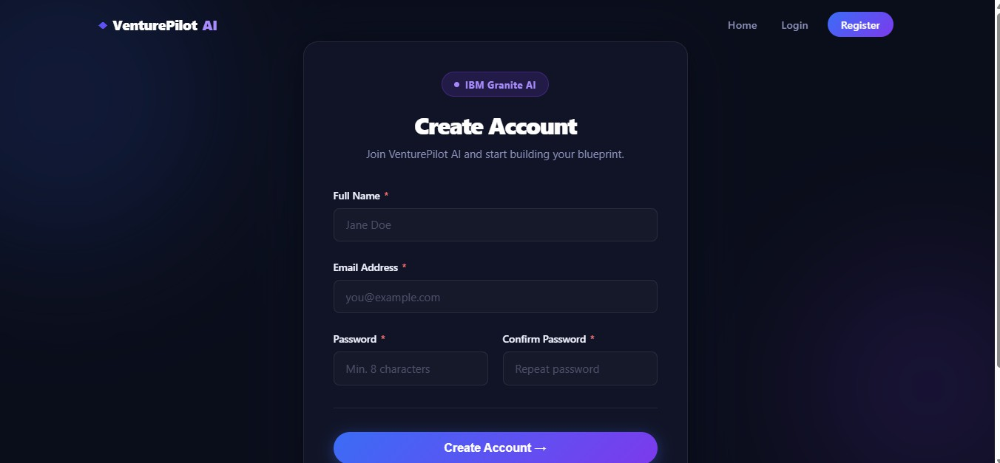 VenturePilot AI
Home Login Register
IBM Granite AI
Create Account
Join VenturePilot AI and start building your blueprint.
Full Name *
Jane Doe
Email Address *
you@example.com
Password * Confirm Password *
Min. 8 characters Repeat password
Create Account →